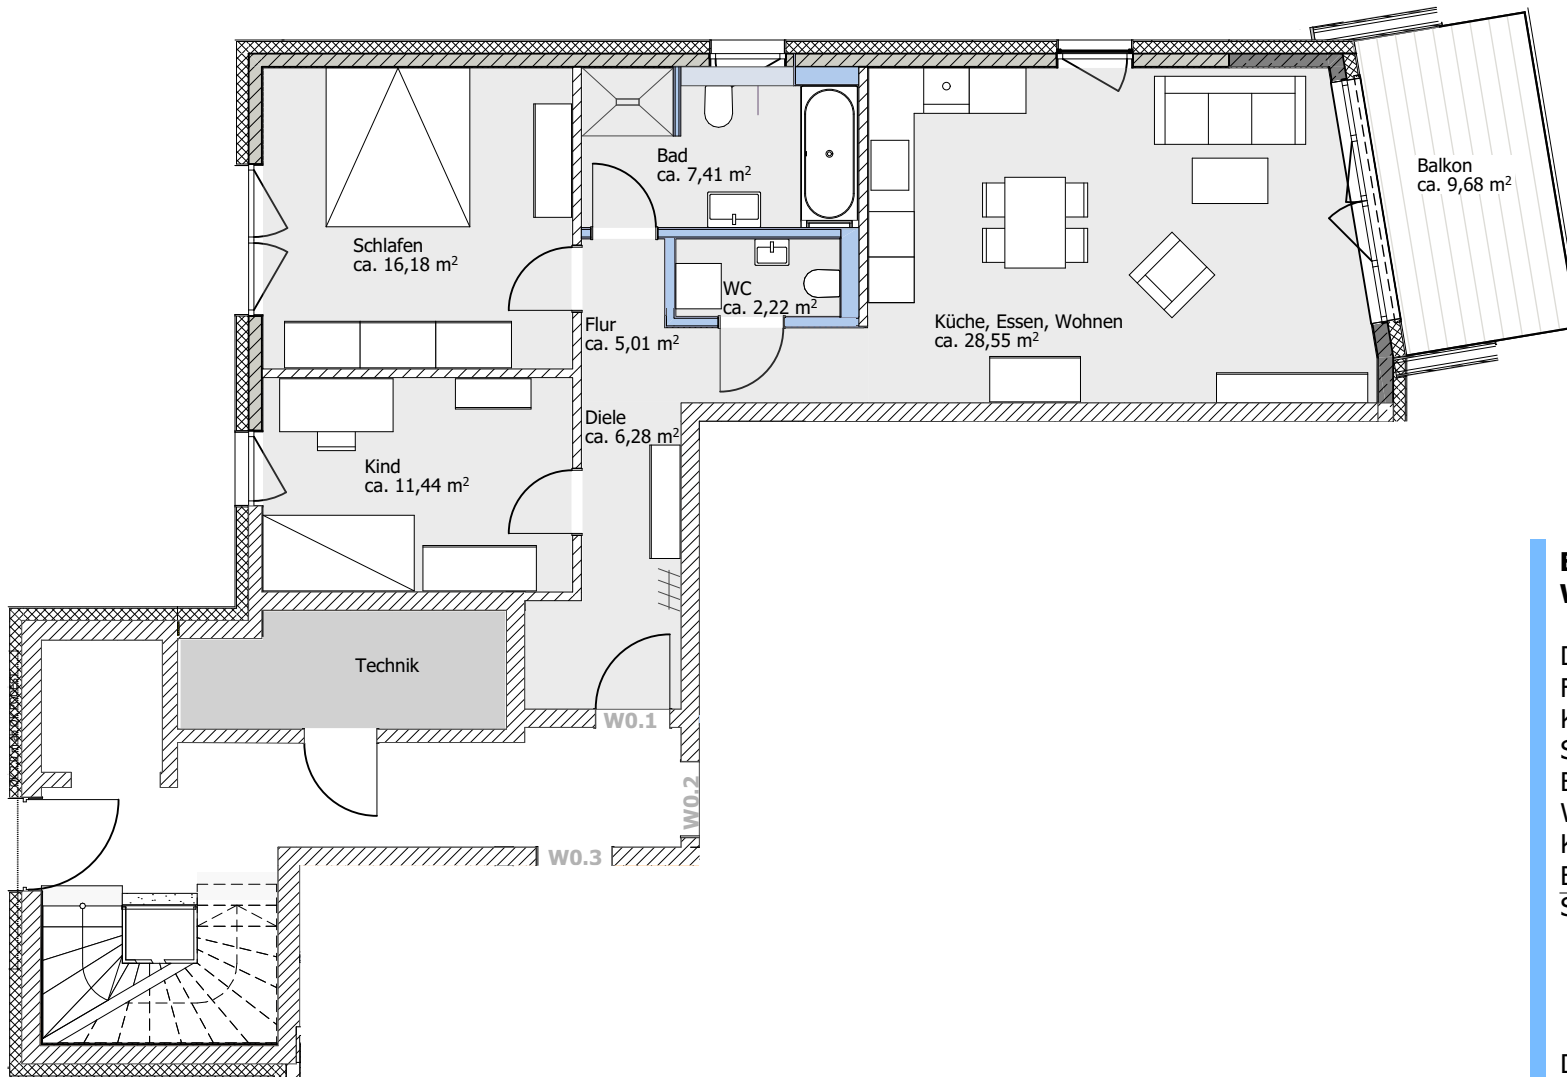 Bad
ca. 7,41 m²
Balkon
ca. 9,68 m²
Schlafen
ca. 16,18 m²
WC
ca. 2,22 m²
Flur
ca. 5,01 m²
Küche, Essen, Wohnen
ca. 28,55 m²
Diele
ca. 6,28 m²
Kind
ca. 11,44 m²
Technik
W0.1
W0.2
W0.3